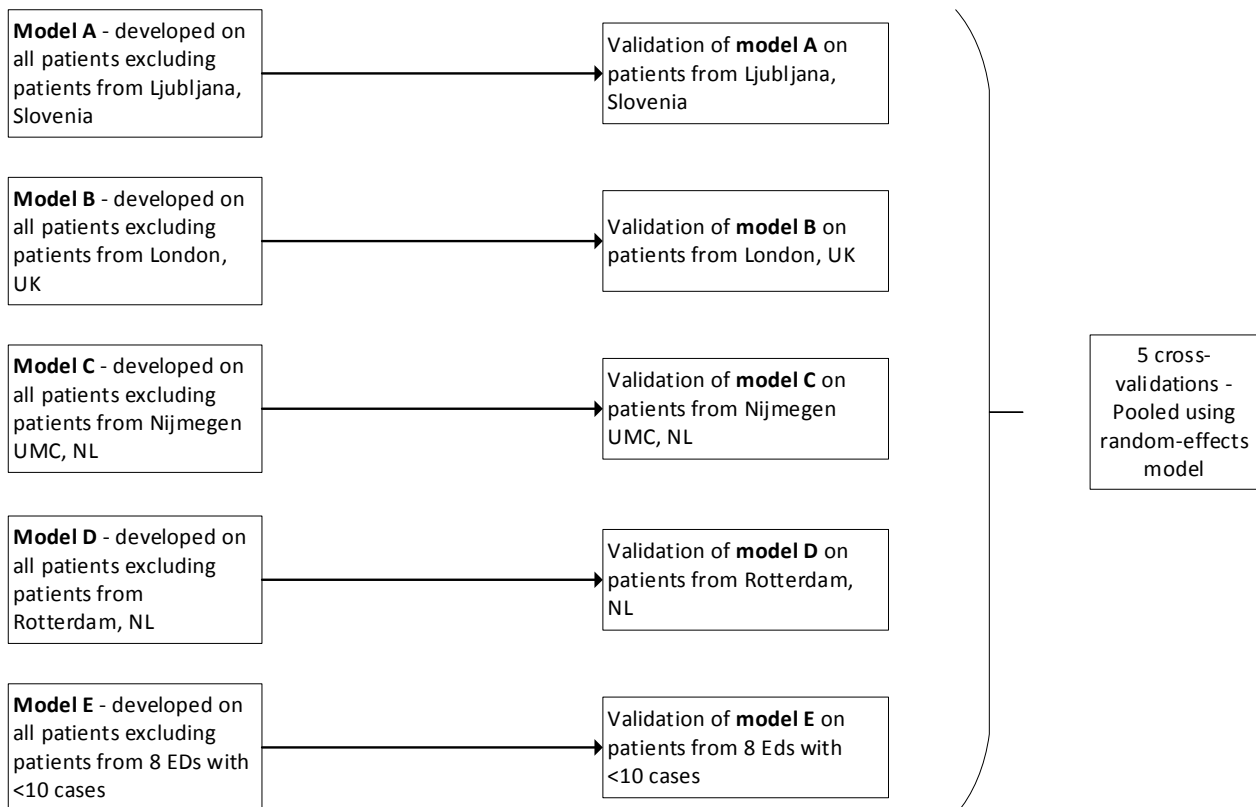 Model A - developed on
all patients excluding
patients from Ljubljana,
Slovenia
Validation of model A on
patients from Ljubljana,
Slovenia
Model B - developed on
all patients excluding
patients from London,
UK
Validation of model B on
patients from London, UK
Model C - developed on
all patients excluding
patients from Nijmegen
UMC, NL
Validation of model C on
patients from Nijmegen
UMC, NL
Model D - developed on
all patients excluding
patients from
Rotterdam, NL
Validation of model D on
patients from Rotterdam,
NL
Model E - developed on
all patients excluding
patients from 8 EDs with
<10 cases
Validation of model E on
patients from 8 Eds with
<10 cases
5 cross-
validations -
Pooled using
random-effects
model